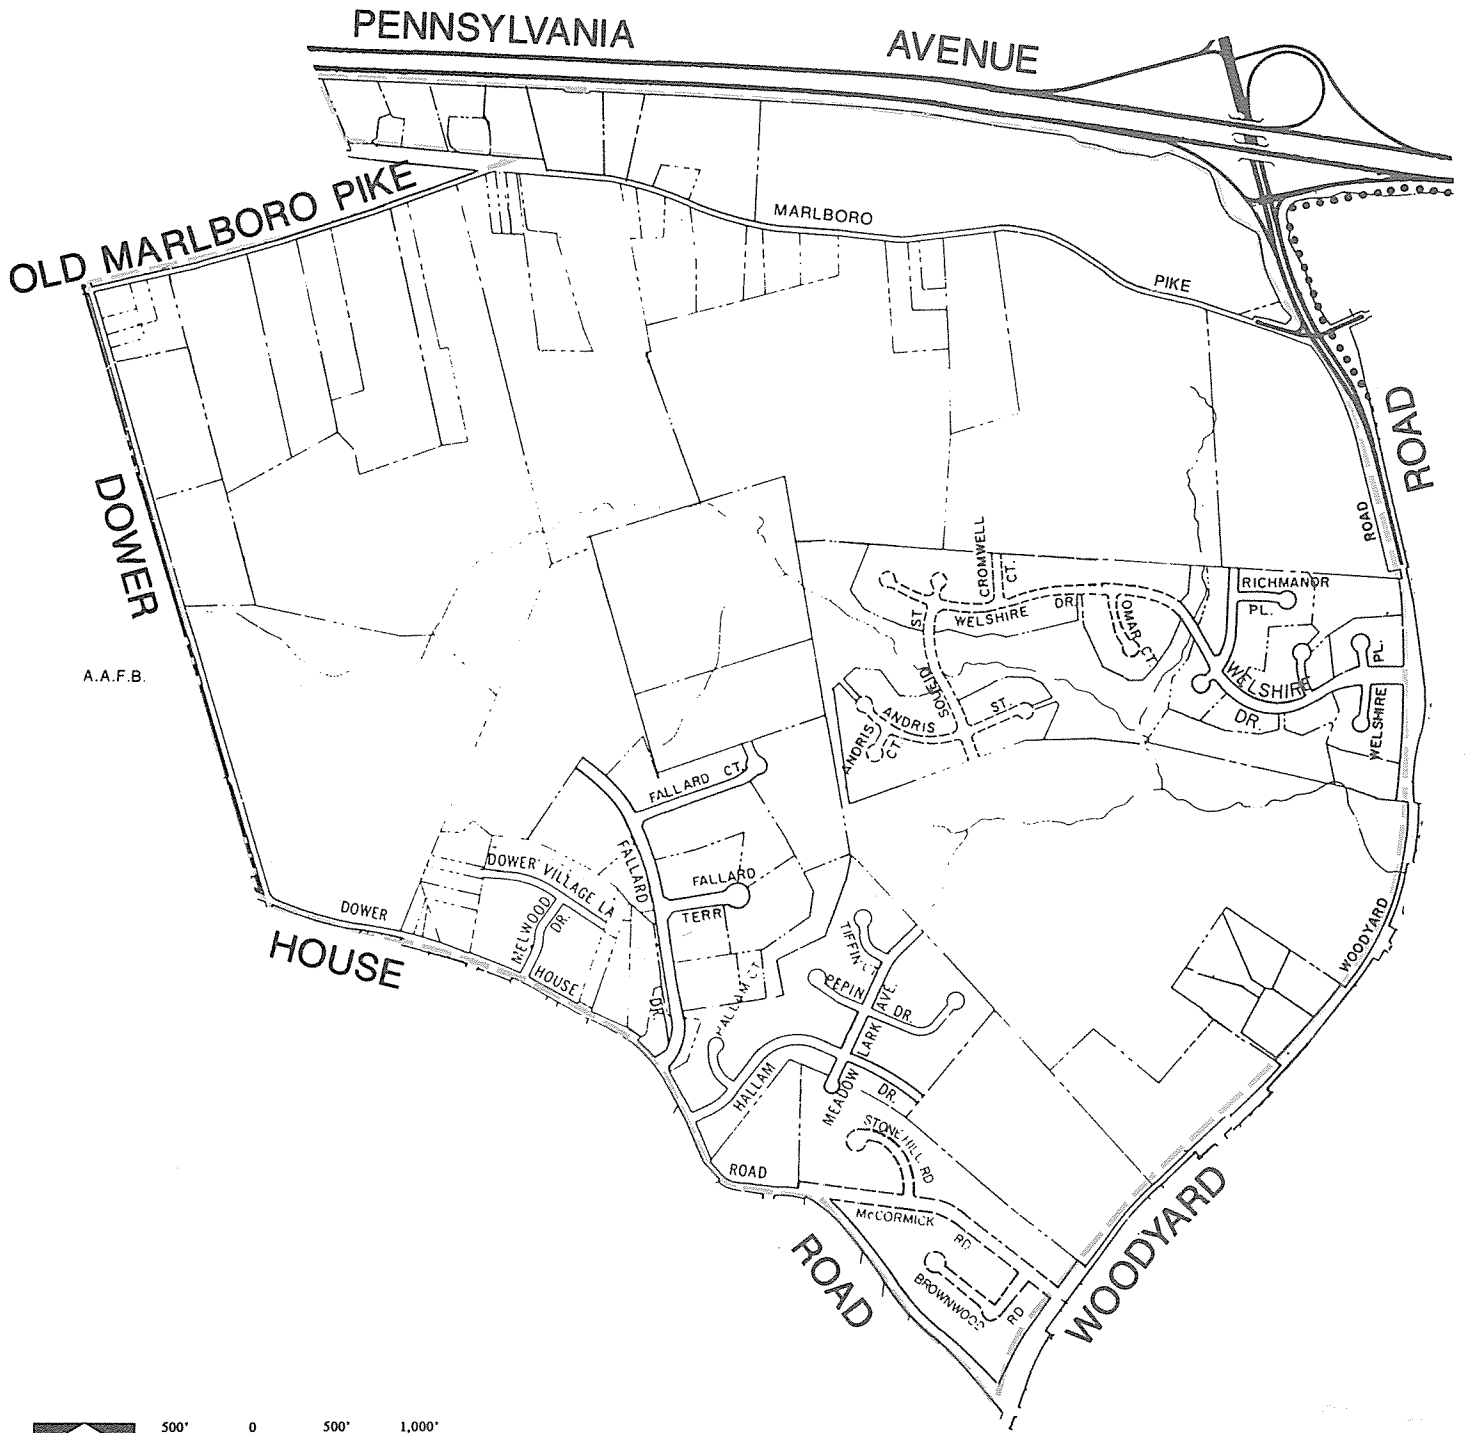 PENNSYLVANIA AVENUE
OLD MARLBORO PIKE
MARLBORO PIKE
DOWER
ROAD
ROAD
A.A.F.B.
CROMWELL CT.
RICHMANOR PL.
ST
WELSHIRE DR.
OMAR CT.
WELSHIRE DR.
WELSHIRE PL.
ANDRIS ST.
ANDRIS CT.
FALLARD CT.
FALLARD DR.
FALLARD TERR
DOWER VILLAGE LA
MELWOOD DR.
DOWER HOUSE ROAD
HOUSE
WOODYARD
TIFFIN CT
PEPIN DR.
HALLAM CT
HALLAM DR.
MEADOW LARK AVE.
STONEHILL RD
McCORMICK RD
BROWNWOOD RD
ROAD
WOODYARD
500' 0 500' 1,000'